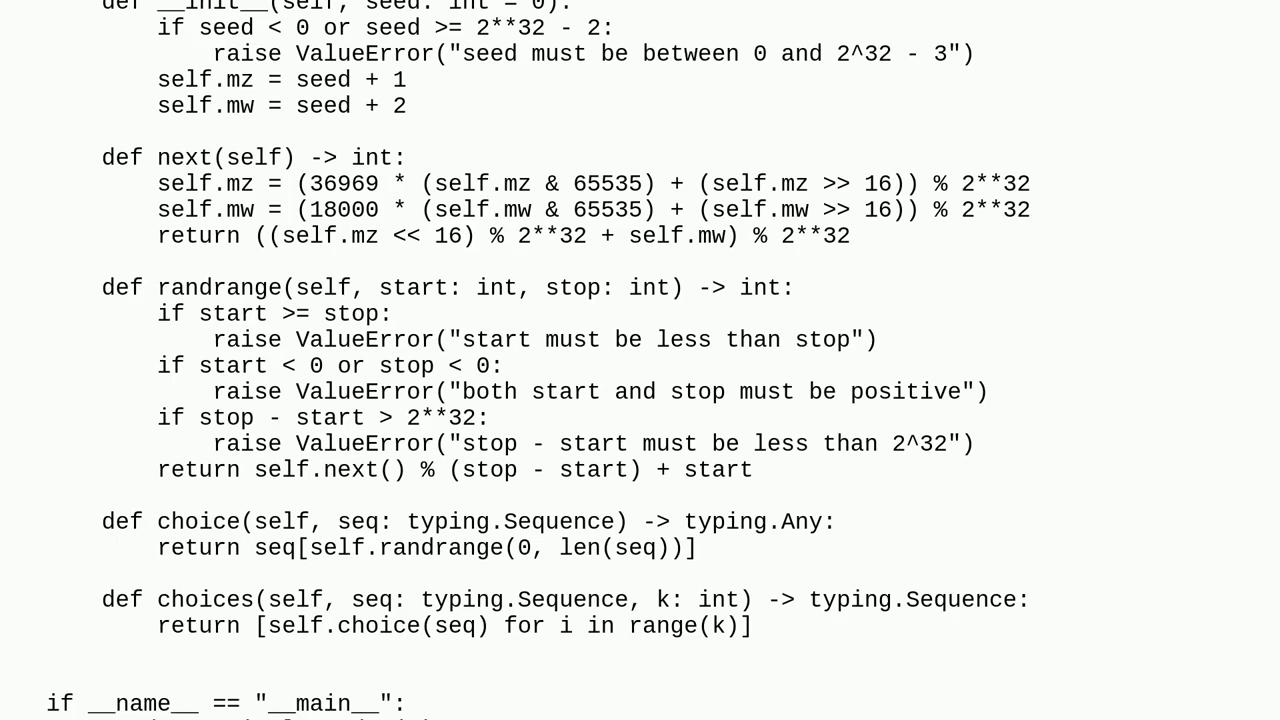 def __init__(self, seed: int = 0):
if seed < 0 or seed >= 2**32 - 2:
raise ValueError("seed must be between 0 and 2^32 - 3")
self.mz = seed + 1
self.mw = seed + 2
def next(self) -> int:
self.mz = (36969 * (self.mz & 65535) + (self.mz >> 16)) % 2**32
self.mw = (18000 * (self.mw & 65535) + (self.mw >> 16)) % 2**32
return ((self.mz << 16) % 2**32 + self.mw) % 2**32
def randrange(self, start: int, stop: int) -> int:
if start >= stop:
raise ValueError("start must be less than stop")
if start < 0 or stop < 0:
raise ValueError("both start and stop must be positive")
if stop - start > 2**32:
raise ValueError("stop - start must be less than 2^32")
return self.next() % (stop - start) + start
def choice(self, seq: typing.Sequence) -> typing.Any:
return seq[self.randrange(0, len(seq))]
def choices(self, seq: typing.Sequence, k: int) -> typing.Sequence:
return [self.choice(seq) for i in range(k)]
if __name__ == "__main__":